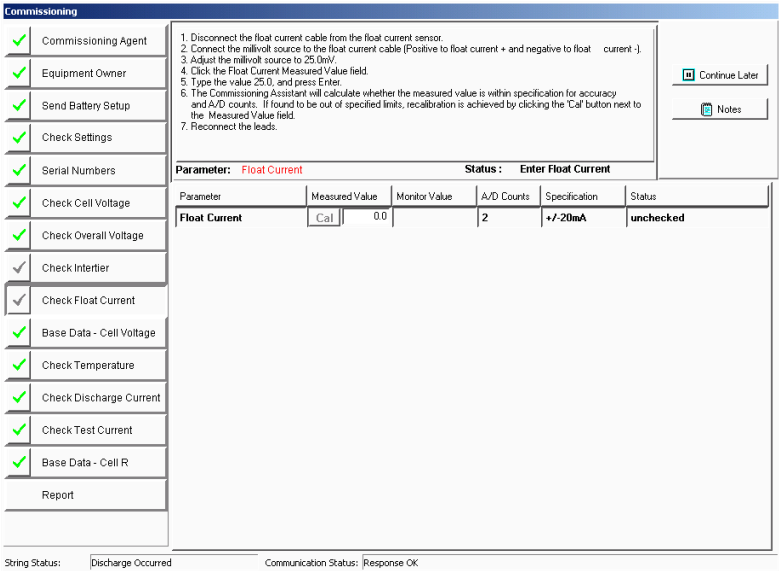 Commissioning
Commissioning Agent
Equipment Owner
Send Battery Setup
Check Settings
Serial Numbers
Check Cell Voltage
Check Overall Voltage
Check Intertier
Check Float Current
Base Data - Cell Voltage
Check Temperature
Check Discharge Current
Check Test Current
Base Data - Cell R
Report
1. Disconnect the float current cable from the float current sensor.
2. Connect the millivolt source to the float current cable (Positive to float current + and negative to float current -).
3. Adjust the millivolt source to 25.0mV.
4. Click the Float Current Measured Value field.
5. Type the value 25.0, and press Enter.
6. The Commissioning Assistant will calculate whether the measured value is within specification for accuracy
and A/D counts. If found to be out of specified limits, recalibration is achieved by clicking the 'Cal' button next to
the Measured Value field.
7. Reconnect the leads.
Parameter: Float Current Status : Enter Float Current
Continue Later
Notes
Parameter Measured Value Monitor Value A/D Counts Specification Status
Float Current Cal 0.0 2 +/-20mA unchecked
String Status: Discharge Occurred Communication Status: Response OK